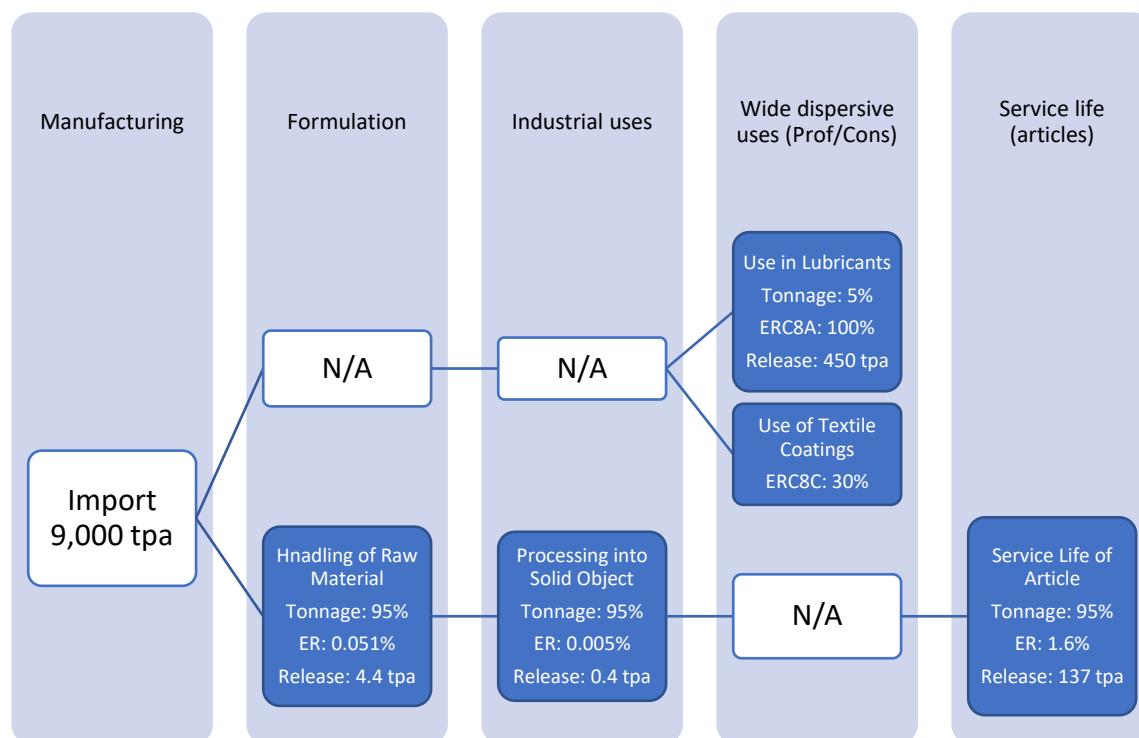 Manufacturing
Formulation
Industrial uses
Wide dispersive
uses (Prof/Cons)
Service life
(articles)
Import
9,000 tpa
N/A
N/A
Use in Lubricants
Tonnage: 5%
ERC8A: 100%
Release: 450 tpa
Use of Textile
Coatings
ERC8C: 30%
Hnadling of Raw
Material
Tonnage: 95%
ER: 0.051%
Release: 4.4 tpa
Processing into
Solid Object
Tonnage: 95%
ER: 0.005%
Release: 0.4 tpa
N/A
Service Life of
Article
Tonnage: 95%
ER: 1.6%
Release: 137 tpa